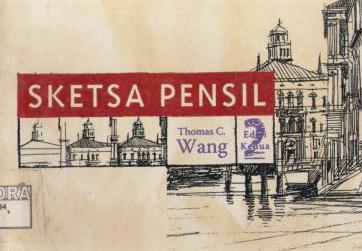 SKETSA PENSIL
Thomas C.
Wang
2
Edisi
Kedua